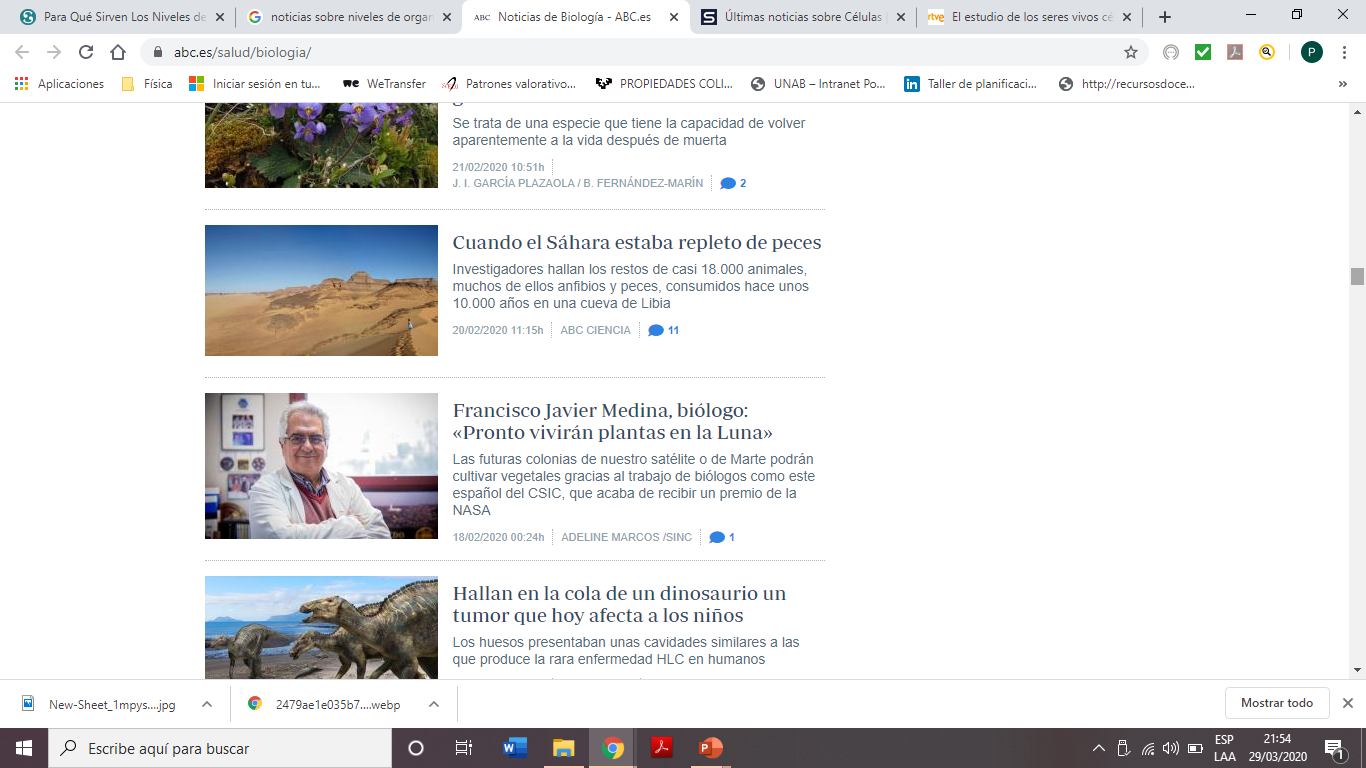 Para Qué Sirven Los Niveles de
noticias sobre niveles de organ
ABC Noticias de Biología - ABC.es
Últimas noticias sobre Células
rtve El estudio de los seres vivos cé
abc.es/salud/biologia/
P
Aplicaciones
Física
Iniciar sesión en tu...
WeTransfer
Patrones valorativo...
PROPIEDADES COLI...
UNAB – Intranet Po...
Taller de planificaci...
http://recursosdoce...
»
Se trata de una especie que tiene la capacidad de volver
aparentemente a la vida después de muerta
21/02/2020 10:51h
J. I. GARCÍA PLAZAOLA / B. FERNÁNDEZ-MARÍN 2
Cuando el Sáhara estaba repleto de peces
Investigadores hallan los restos de casi 18.000 animales,
muchos de ellos anfibios y peces, consumidos hace unos
10.000 años en una cueva de Libia
20/02/2020 11:15h ABC CIENCIA 11
Francisco Javier Medina, biólogo:
«Pronto vivirán plantas en la Luna»
Las futuras colonias de nuestro satélite o de Marte podrán
cultivar vegetales gracias al trabajo de biólogos como este
español del CSIC, que acaba de recibir un premio de la
NASA
18/02/2020 00:24h ADELINE MARCOS /SINC 1
Hallan en la cola de un dinosaurio un
tumor que hoy afecta a los niños
Los huesos presentaban unas cavidades similares a las
que produce la rara enfermedad HLC en humanos
New-Sheet_1mpys....jpg
2479ae1e035b7....webp
Mostrar todo
Escribe aquí para buscar
ESP
LAA
21:54
29/03/2020
1